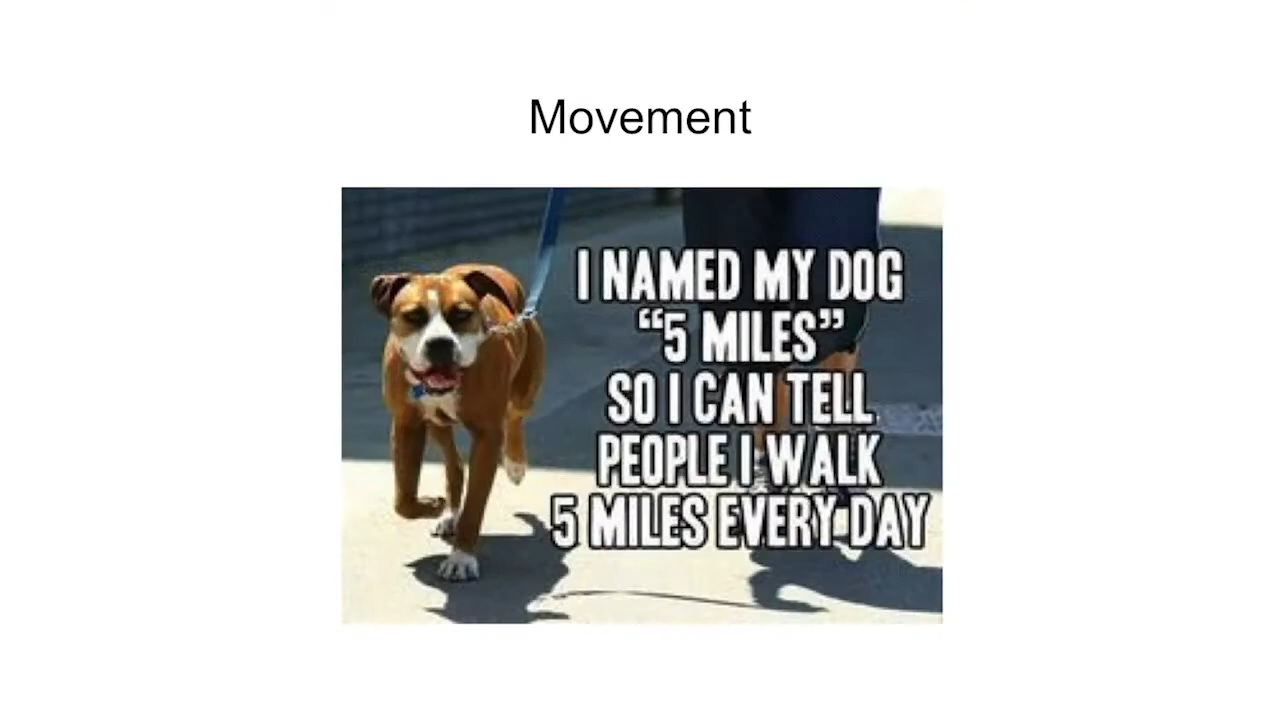 Movement
I NAMED MY DOG
“5 MILES”
SO I CAN TELL
PEOPLE I WALK
5 MILES EVERY DAY